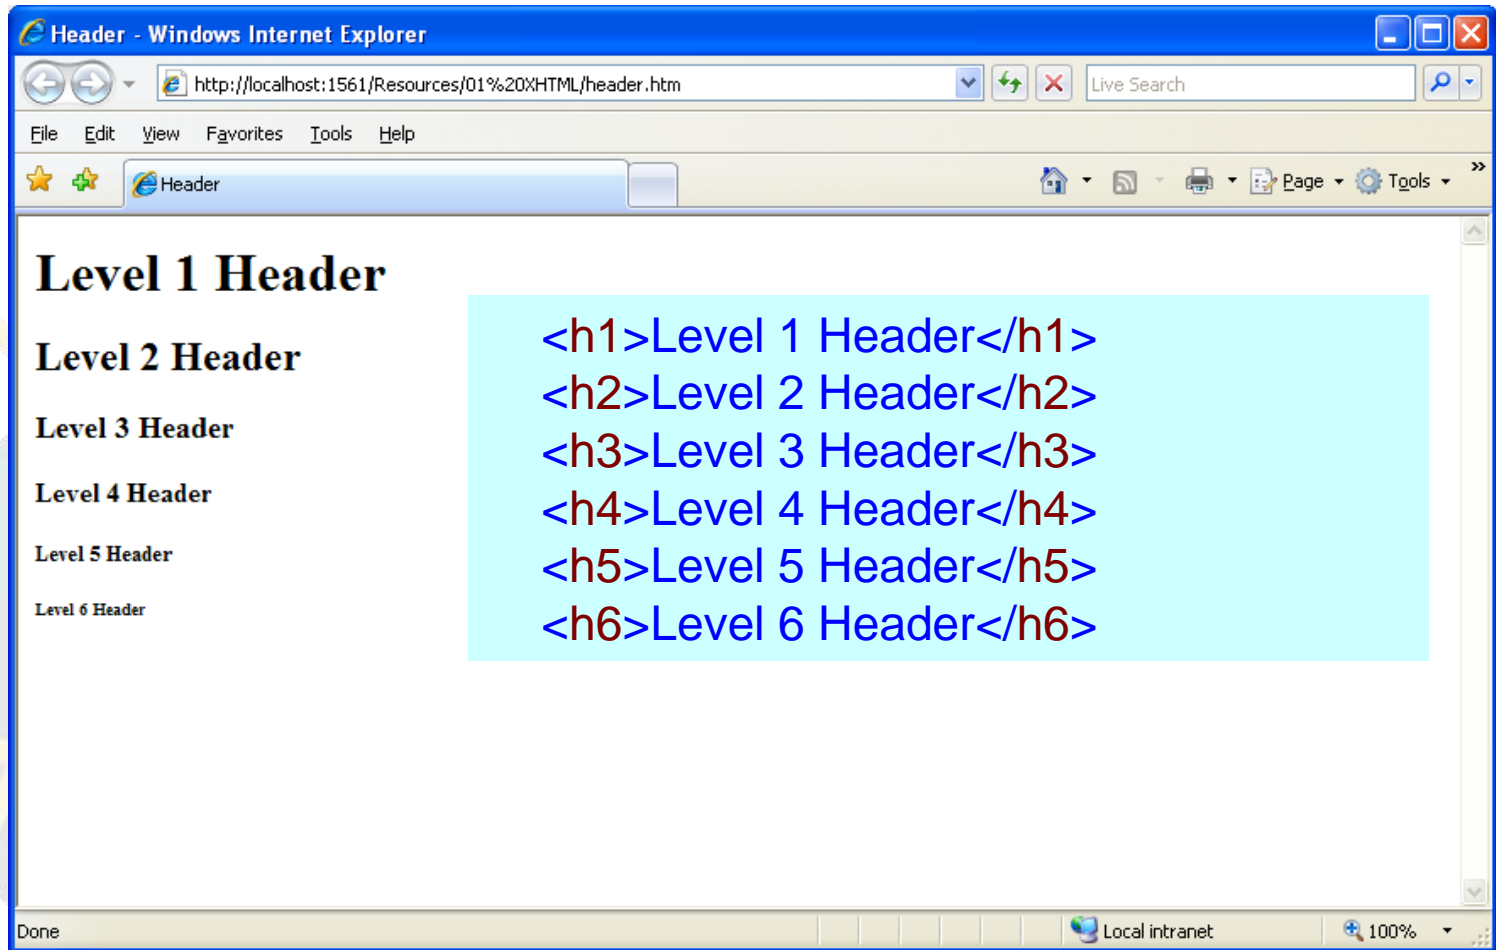 Header - Windows Internet Explorer
http://localhost:1561/Resources/01%20XHTML/header.htm
Live Search
File Edit View Favorites Tools Help
Header
Page Tools »
Level 1 Header
Level 2 Header
Level 3 Header
Level 4 Header
Level 5 Header
Level 6 Header
<h1>Level 1 Header</h1>
<h2>Level 2 Header</h2>
<h3>Level 3 Header</h3>
<h4>Level 4 Header</h4>
<h5>Level 5 Header</h5>
<h6>Level 6 Header</h6>
Done Local intranet 100%